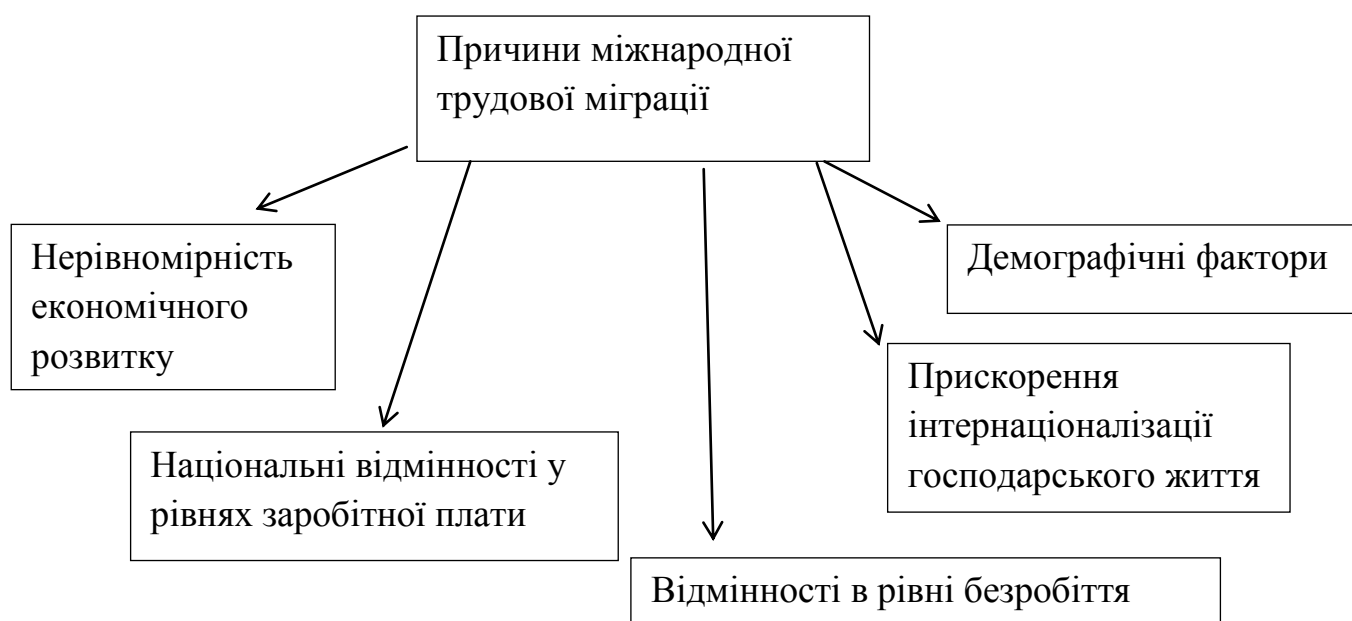 Причини міжнародної
трудової міграції
Нерівномірність
економічного
розвитку
Національні відмінності у
рівнях заробітної плати
Відмінності в рівні безробіття
Прискорення
інтернаціоналізації
господарського життя
Демографічні фактори